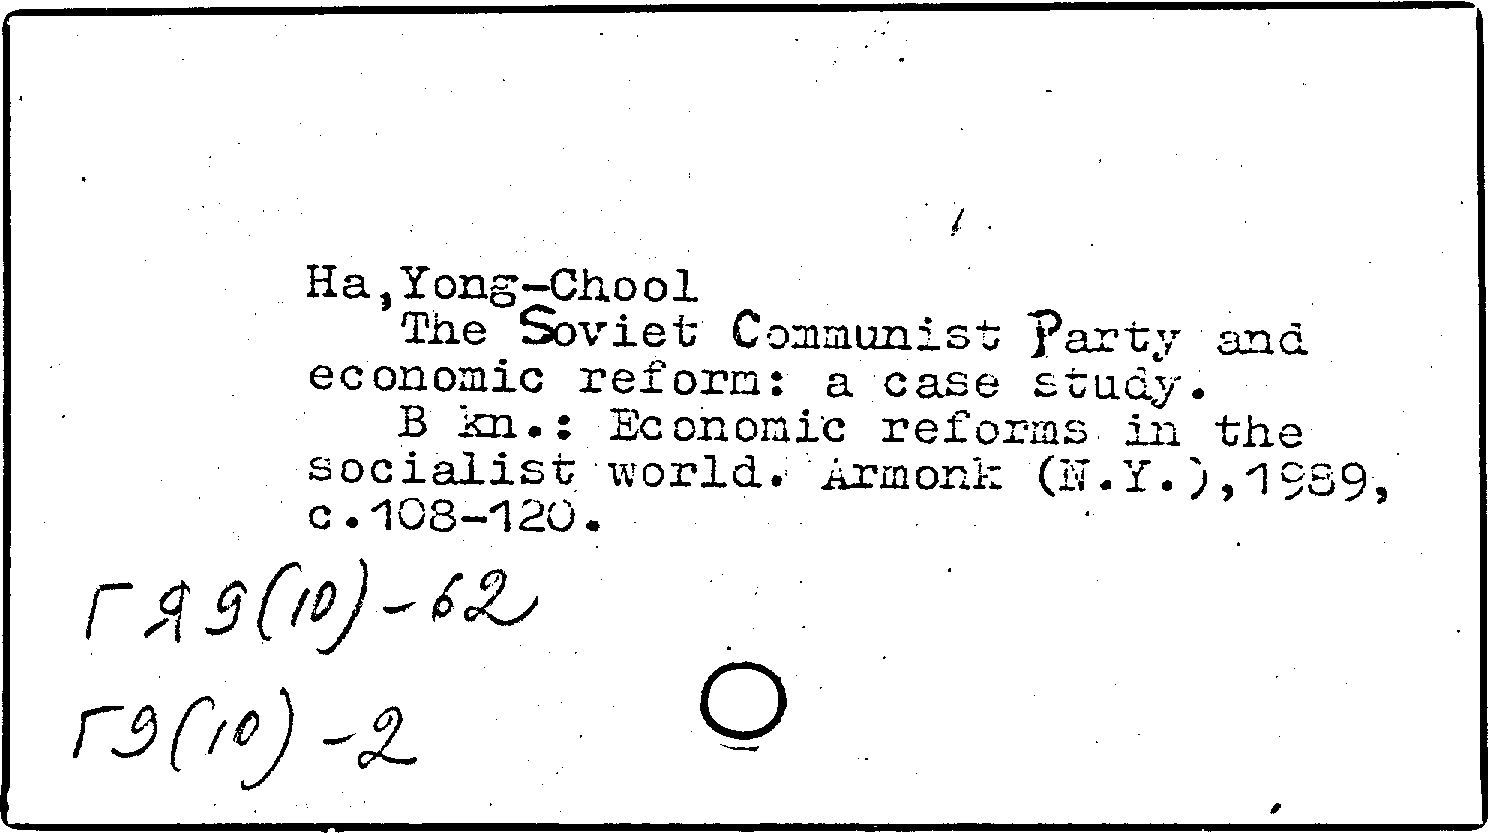 Ha,Yong-Chool
The Soviet Communist Party and
economic reform: a case study.
В kn.: Economic reforms in the
socialist world. Armonk (N.Y.),1989,
с.108-120.
Г Я 9(10)-62
Г9(10)-2